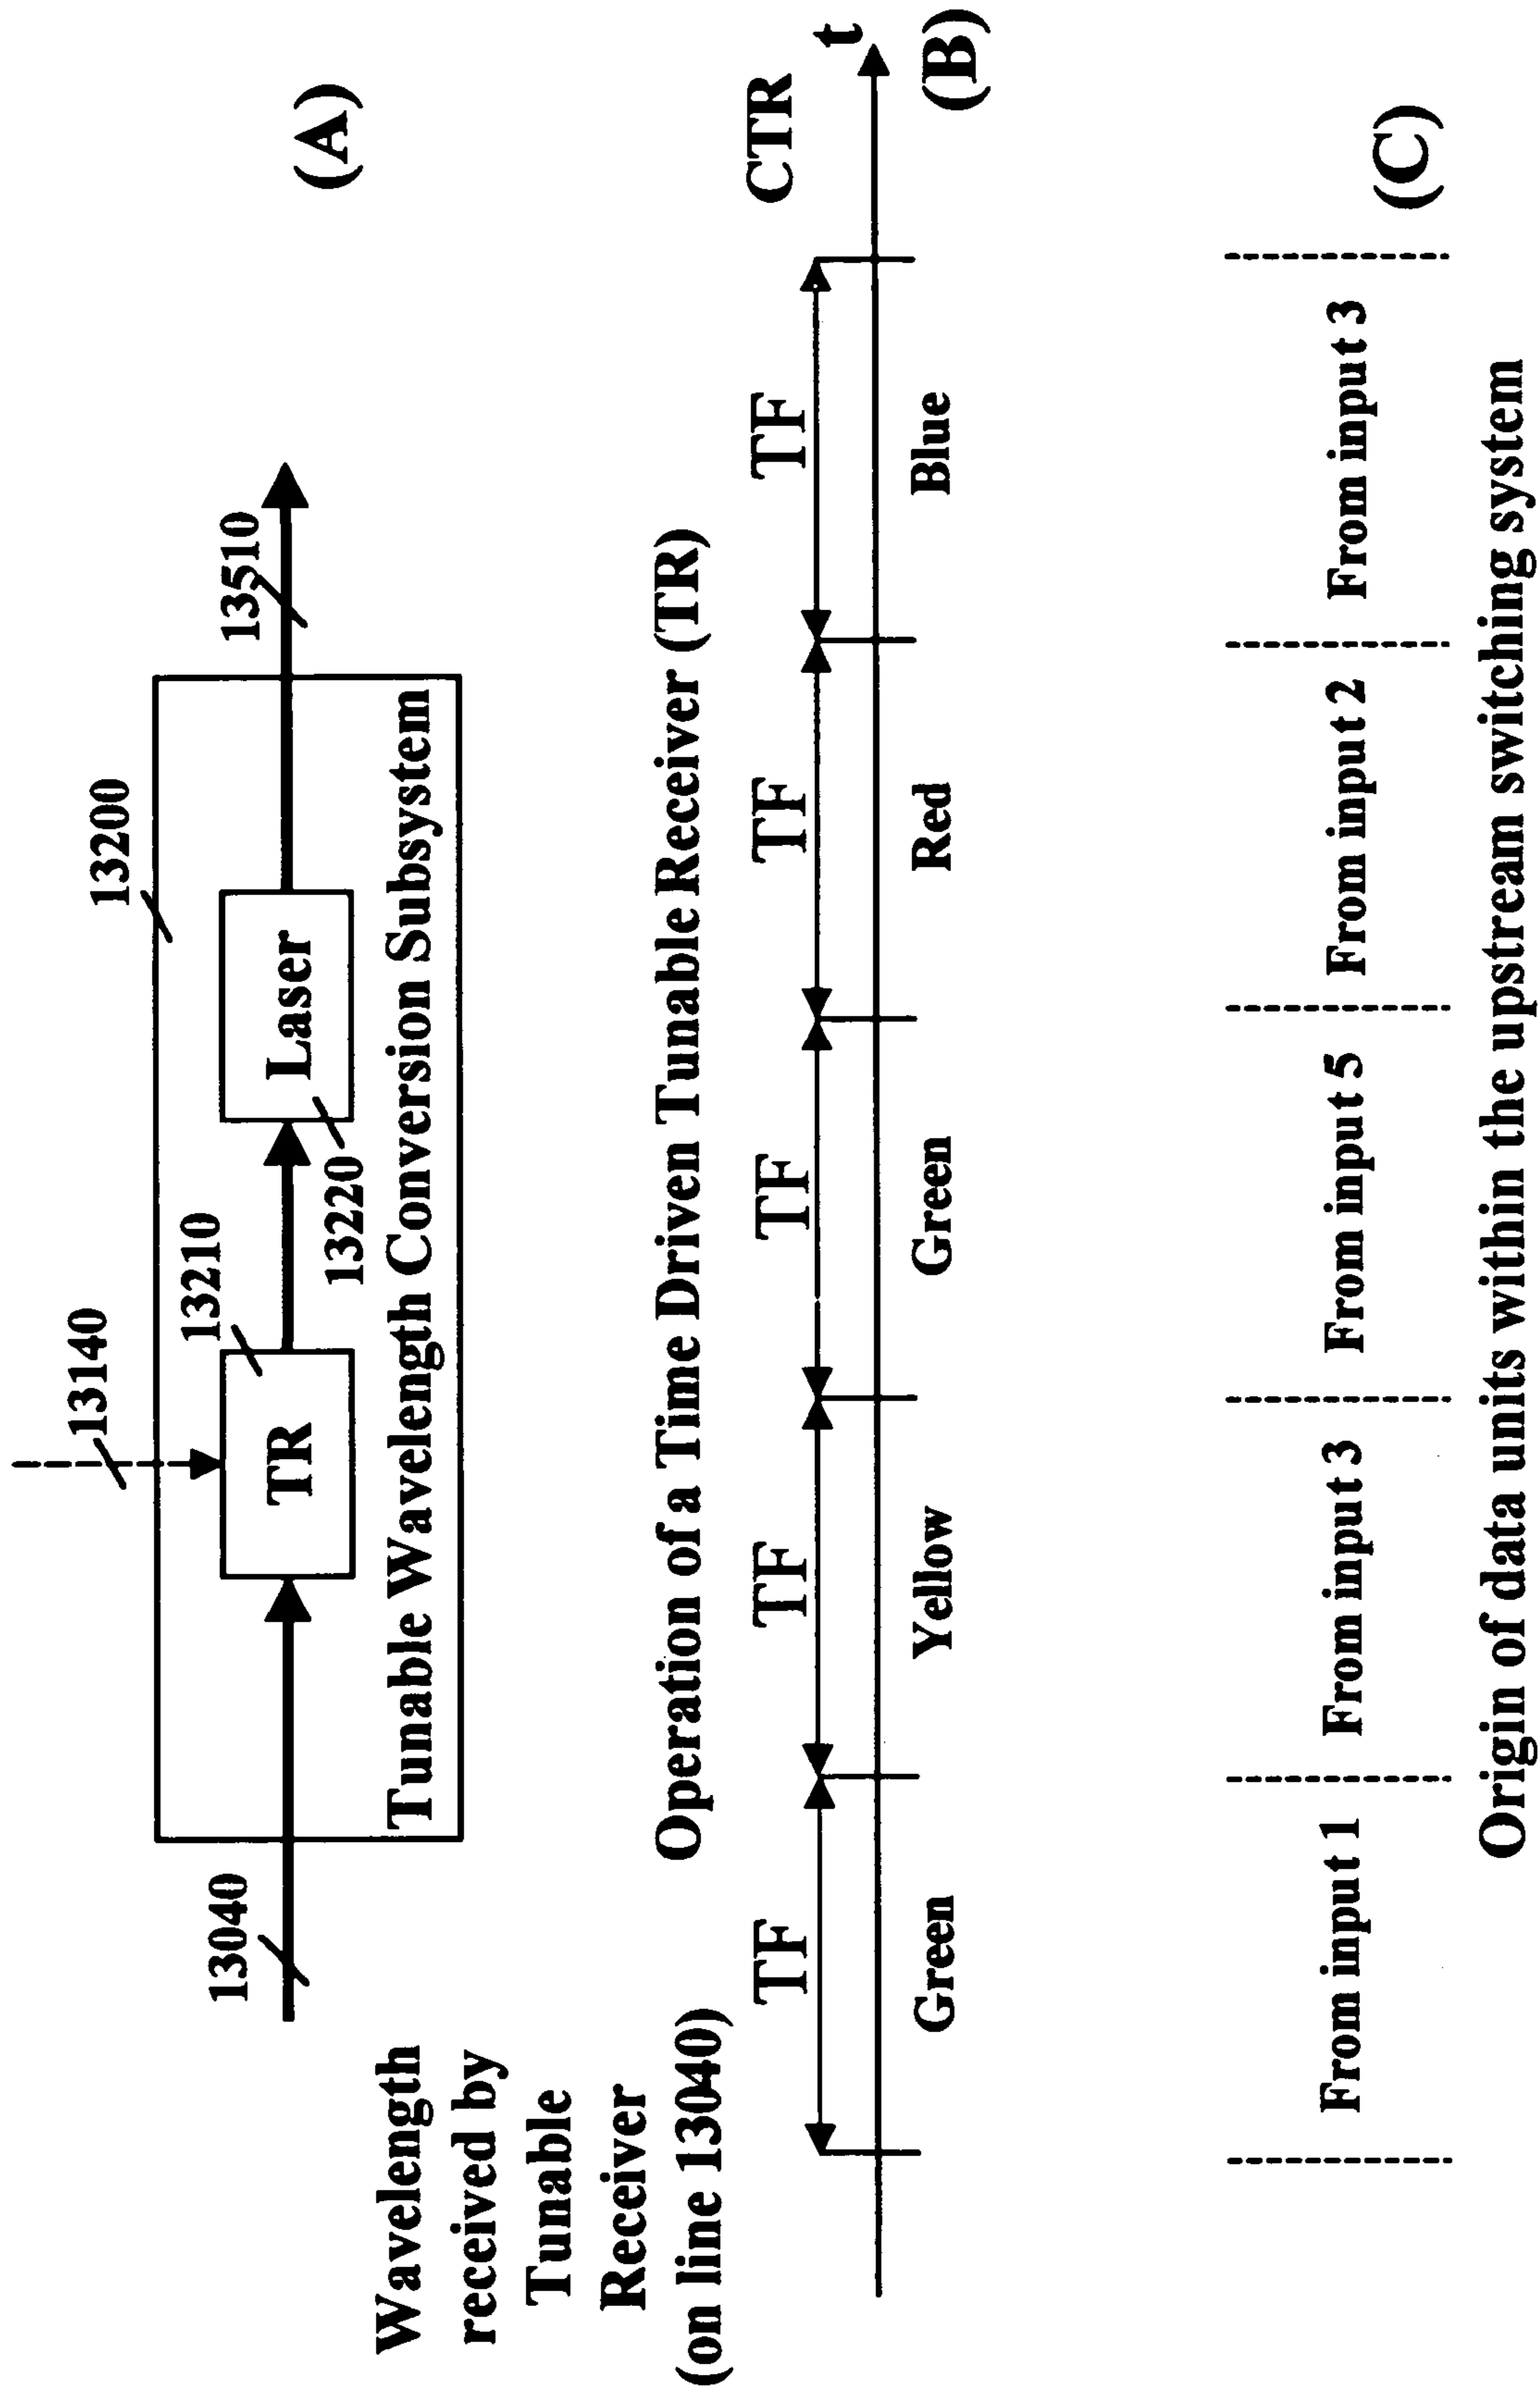 13140
13200
13040
13210
13510
TR
Laser
13220
Tunable Wavelength Conversion Subsystem
(A)
Wavelength
received by
Tunable
Receiver
(on line 13040)
Operation of a Time Driven Tunable Receiver (TR)
TF
TF
TF
TF
TF
CTR
t
Green
Yellow
Green
Red
Blue
(B)
From input 1
From input 3
From input 5
From input 2
From input 3
(C)
Origin of data units within the upstream switching system